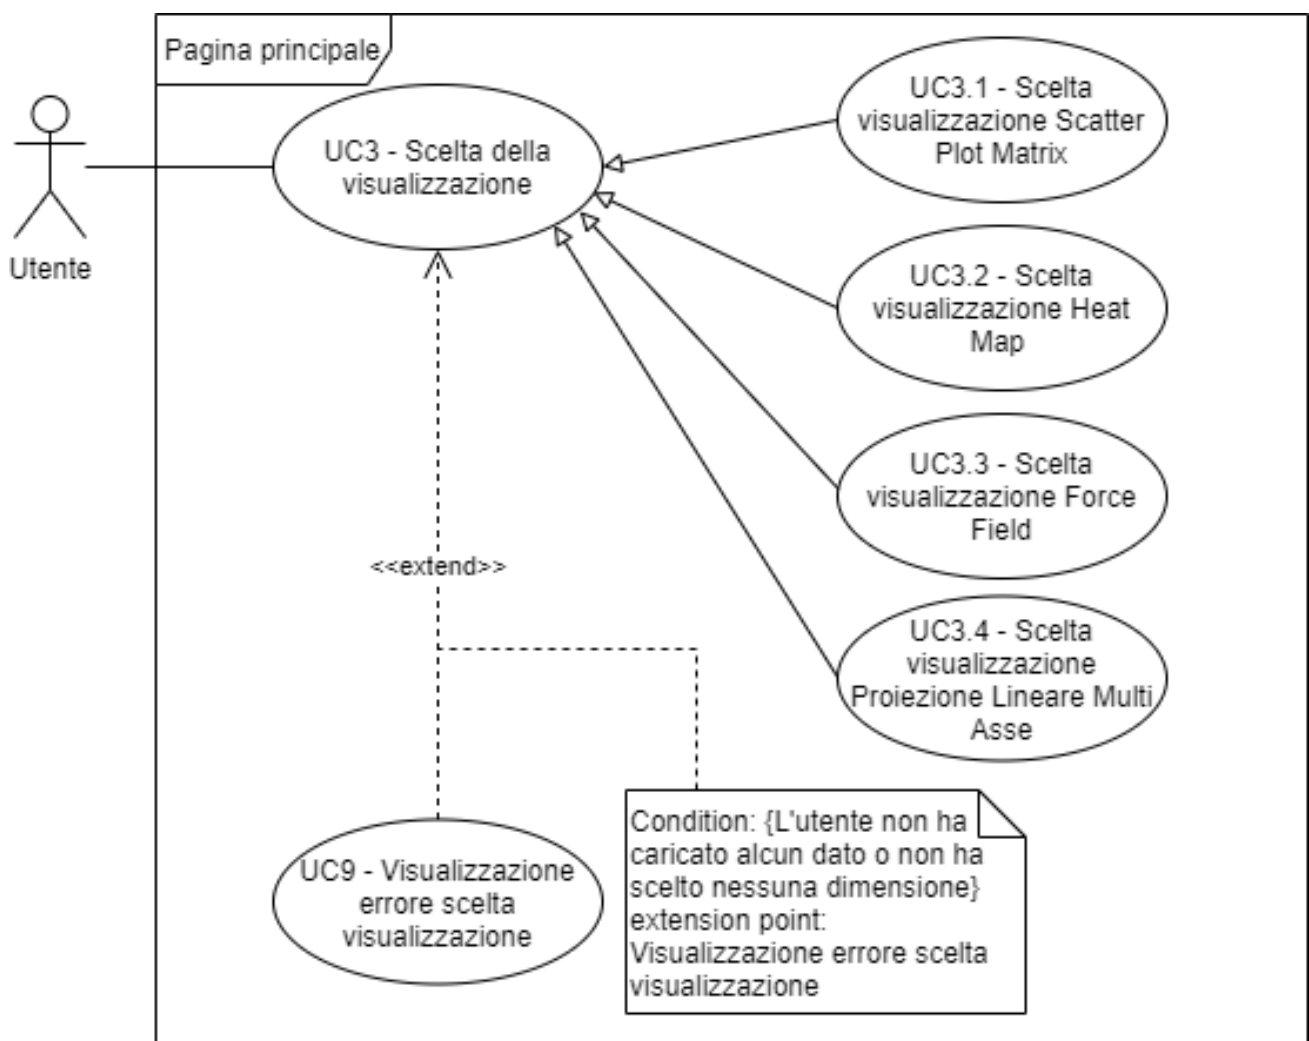 Pagina principale
Utente
UC3 - Scelta della
visualizzazione
UC3.1 - Scelta
visualizzazione Scatter
Plot Matrix
UC3.2 - Scelta
visualizzazione Heat
Map
UC3.3 - Scelta
visualizzazione Force
Field
UC3.4 - Scelta
visualizzazione
Proiezione Lineare Multi
Asse
<<extend>>
UC9 - Visualizzazione
errore scelta
visualizzazione
Condition: {L'utente non ha
caricato alcun dato o non ha
scelto nessuna dimensione}
extension point:
Visualizzazione errore scelta
visualizzazione